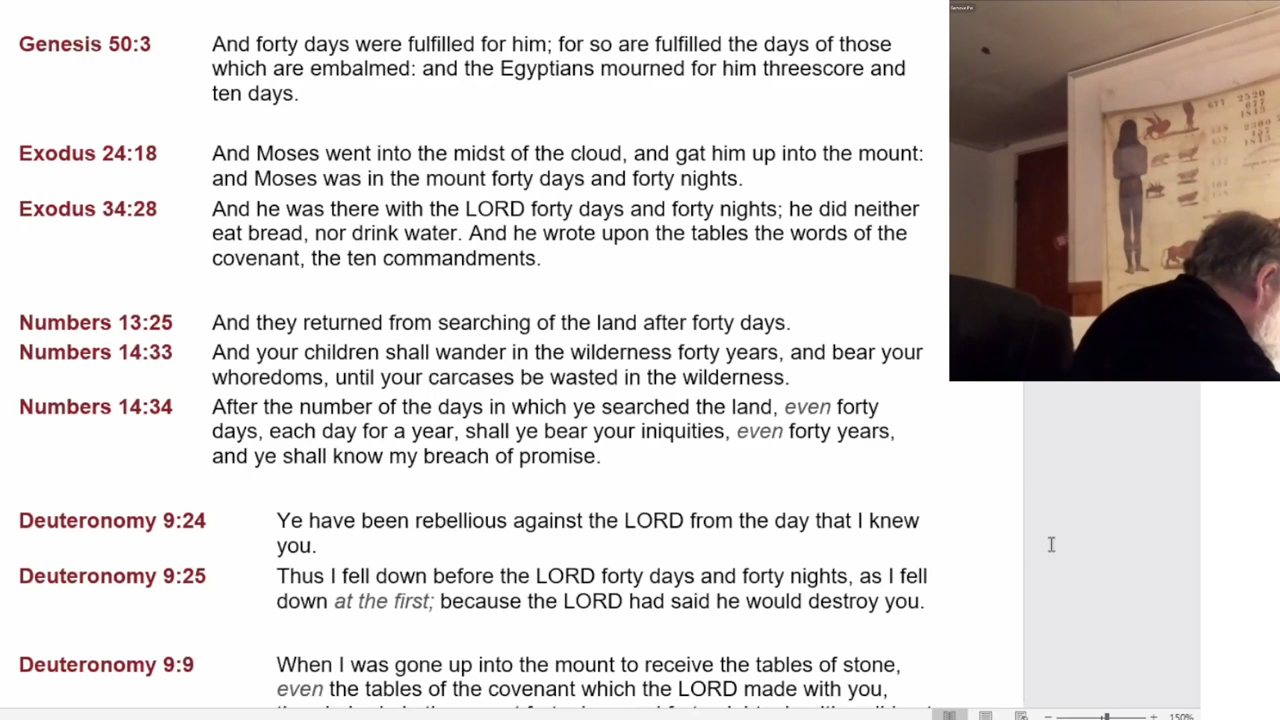 Genesis 50:3 And forty days were fulfilled for him; for so are fulfilled the days of those
which are embalmed: and the Egyptians mourned for him threescore and
ten days.
Exodus 24:18 And Moses went into the midst of the cloud, and gat him up into the mount:
and Moses was in the mount forty days and forty nights.
Exodus 34:28 And he was there with the LORD forty days and forty nights; he did neither
eat bread, nor drink water. And he wrote upon the tables the words of the
covenant, the ten commandments.
Numbers 13:25 And they returned from searching of the land after forty days.
Numbers 14:33 And your children shall wander in the wilderness forty years, and bear your
whoredoms, until your carcases be wasted in the wilderness.
Numbers 14:34 After the number of the days in which ye searched the land, even forty
days, each day for a year, shall ye bear your iniquities, even forty years,
and ye shall know my breach of promise.
Deuteronomy 9:24 Ye have been rebellious against the LORD from the day that I knew
you.
Deuteronomy 9:25 Thus I fell down before the LORD forty days and forty nights, as I fell
down at the first; because the LORD had said he would destroy you.
Deuteronomy 9:9 When I was gone up into the mount to receive the tables of stone,
even the tables of the covenant which the LORD made with you,
677
2520
677
1843
150%